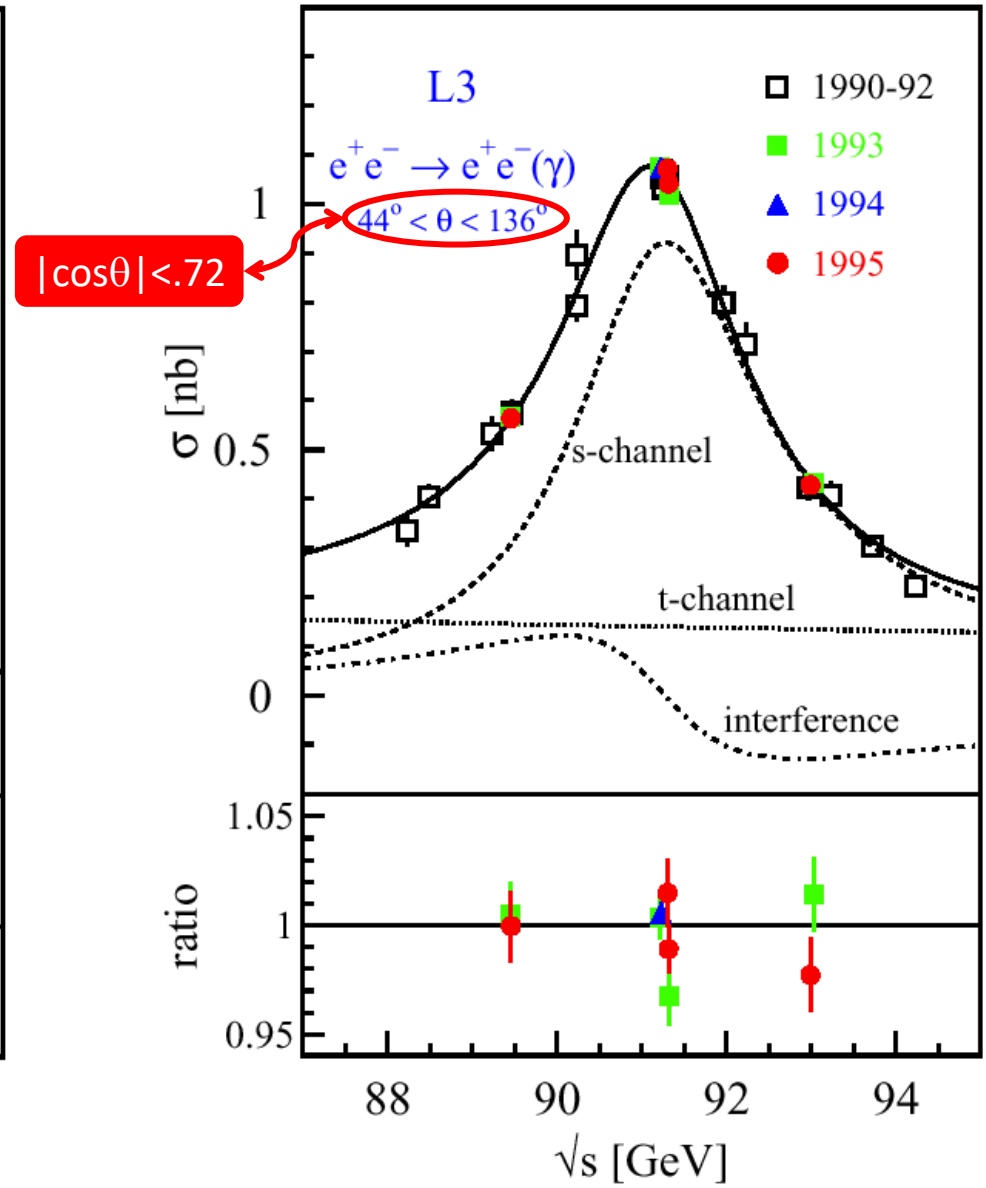 L3
e⁺e⁻ → e⁺e⁻(γ)
44° < θ < 136°
|cosθ|<.72
1990-92
1993
1994
1995
σ [nb]
1
0.5
0
s-channel
t-channel
interference
ratio
1.05
1
0.95
88 90 92 94
√s [GeV]